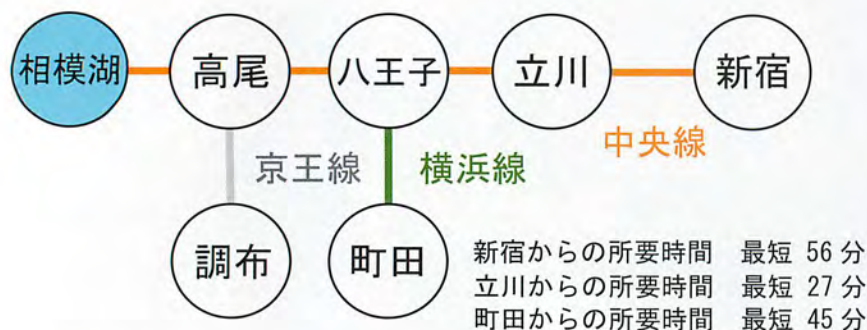 相模湖 高尾 八王子 立川 新宿
中央線
京王線 横浜線
調布 町田
新宿からの所要時間 最短 56 分
立川からの所要時間 最短 27 分
町田からの所要時間 最短 45 分